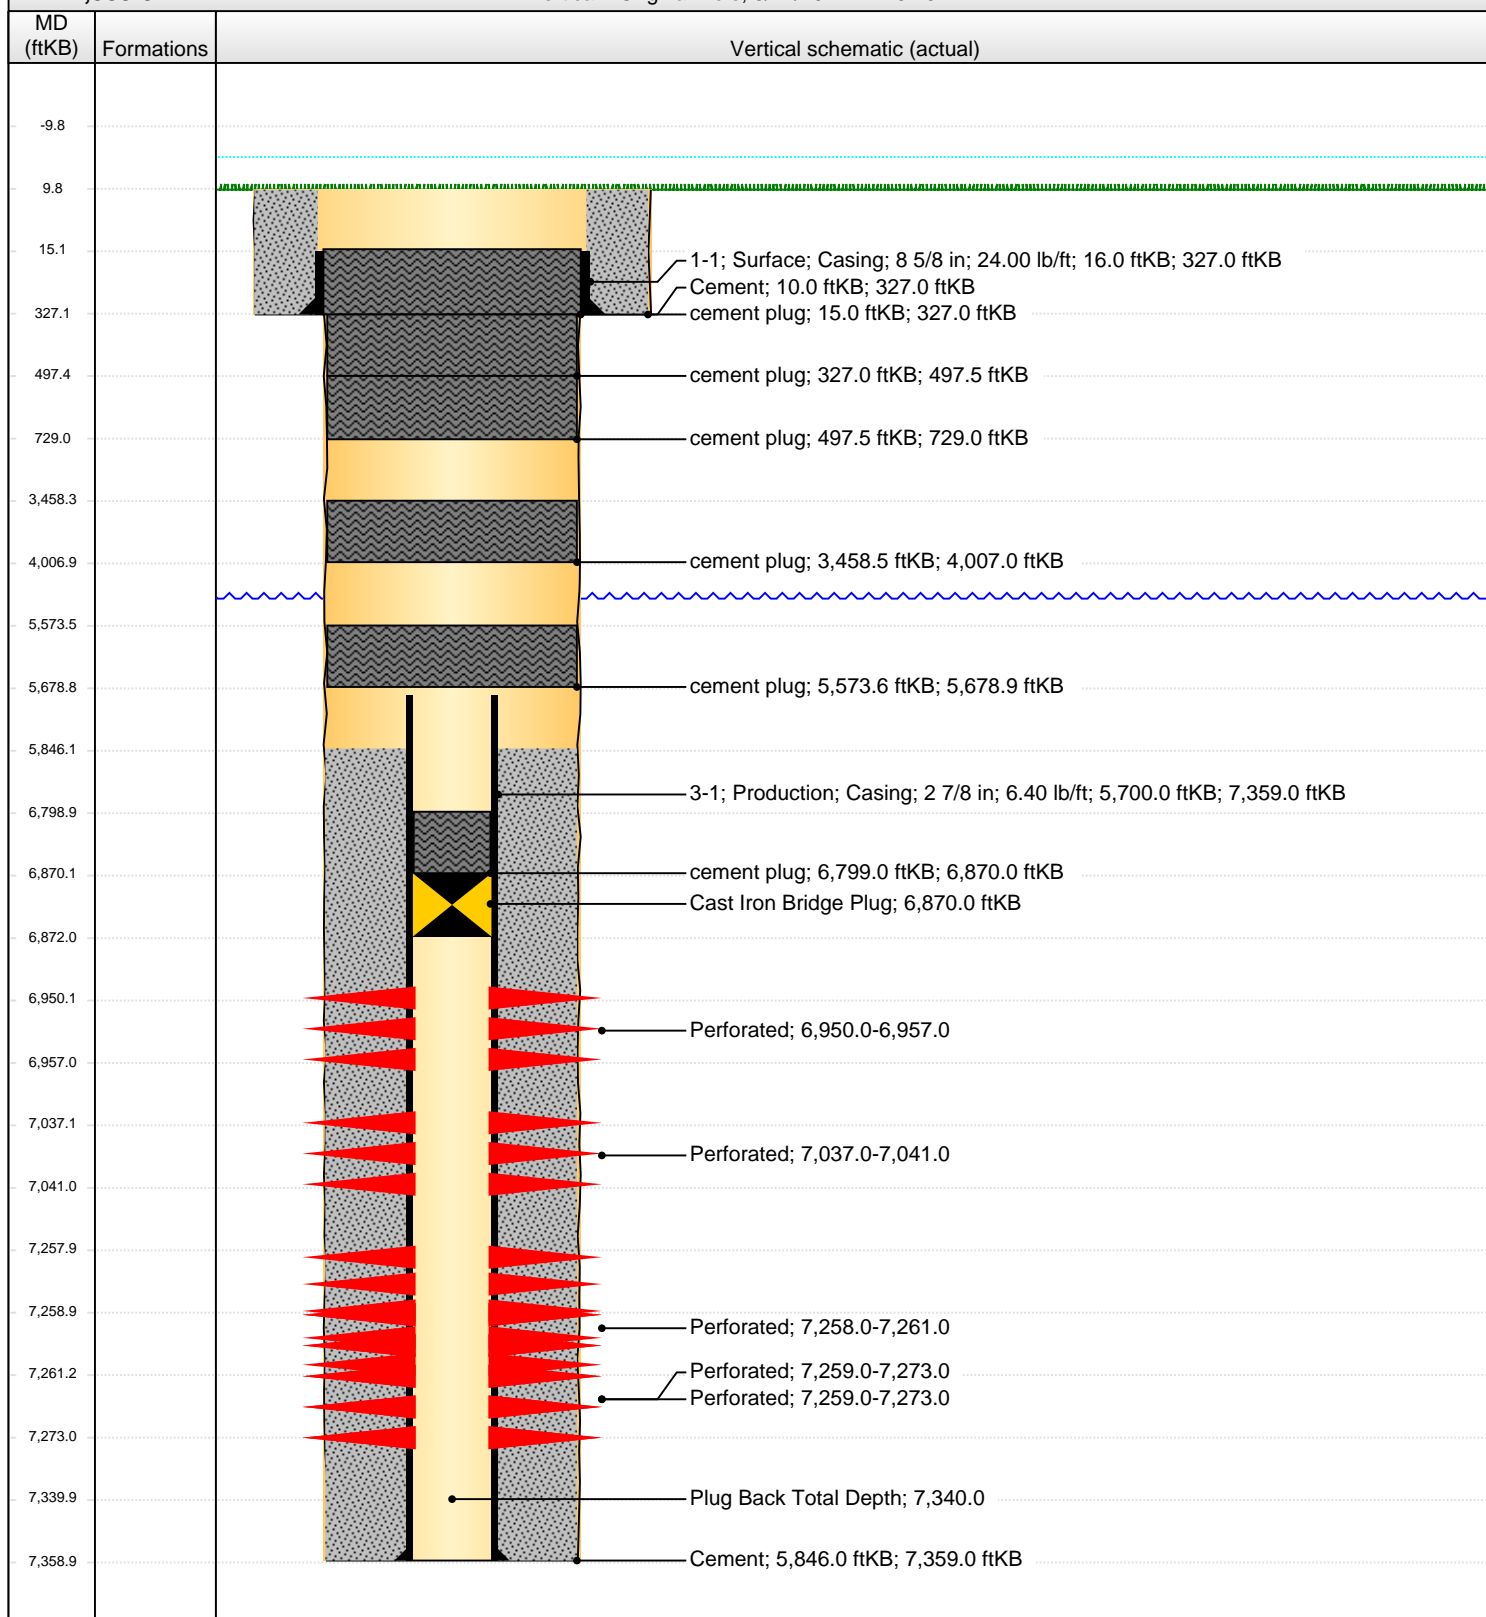 MD
(ftKB)
Formations
Vertical schematic (actual)
-9.8
9.8
15.1
1-1; Surface; Casing; 8 5/8 in; 24.00 lb/ft; 16.0 ftKB; 327.0 ftKB
Cement; 10.0 ftKB; 327.0 ftKB
327.1
cement plug; 15.0 ftKB; 327.0 ftKB
497.4
cement plug; 327.0 ftKB; 497.5 ftKB
729.0
cement plug; 497.5 ftKB; 729.0 ftKB
3,458.3
4,006.9
cement plug; 3,458.5 ftKB; 4,007.0 ftKB
5,573.5
5,678.8
cement plug; 5,573.6 ftKB; 5,678.9 ftKB
5,846.1
3-1; Production; Casing; 2 7/8 in; 6.40 lb/ft; 5,700.0 ftKB; 7,359.0 ftKB
6,798.9
6,870.1
cement plug; 6,799.0 ftKB; 6,870.0 ftKB
Cast Iron Bridge Plug; 6,870.0 ftKB
6,872.0
6,950.1
Perforated; 6,950.0-6,957.0
6,957.0
7,037.1
Perforated; 7,037.0-7,041.0
7,041.0
7,257.9
7,258.9
Perforated; 7,258.0-7,261.0
7,261.2
Perforated; 7,259.0-7,273.0
Perforated; 7,259.0-7,273.0
7,273.0
7,339.9
Plug Back Total Depth; 7,340.0
7,358.9
Cement; 5,846.0 ftKB; 7,359.0 ftKB